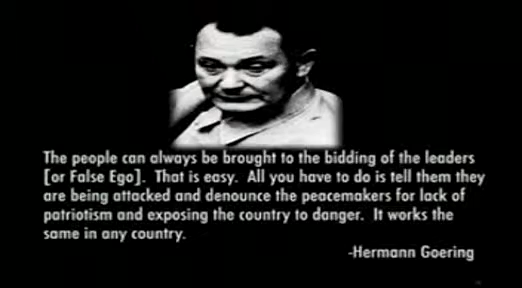 The people can always be brought to the bidding of the leaders
[or False Ego].  That is easy.  All you have to do is tell them they
are being attacked and denounce the peacemakers for lack of
patriotism and exposing the country to danger.  It works the
same in any country.
-Hermann Goering